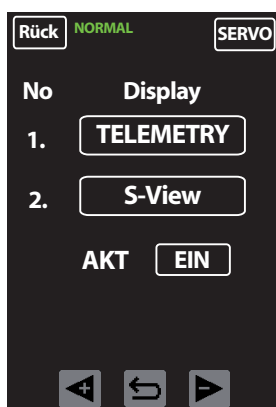 Rück NORMAL SERVO
No Display
1. TELEMETRY
2. S-View
AKT EIN